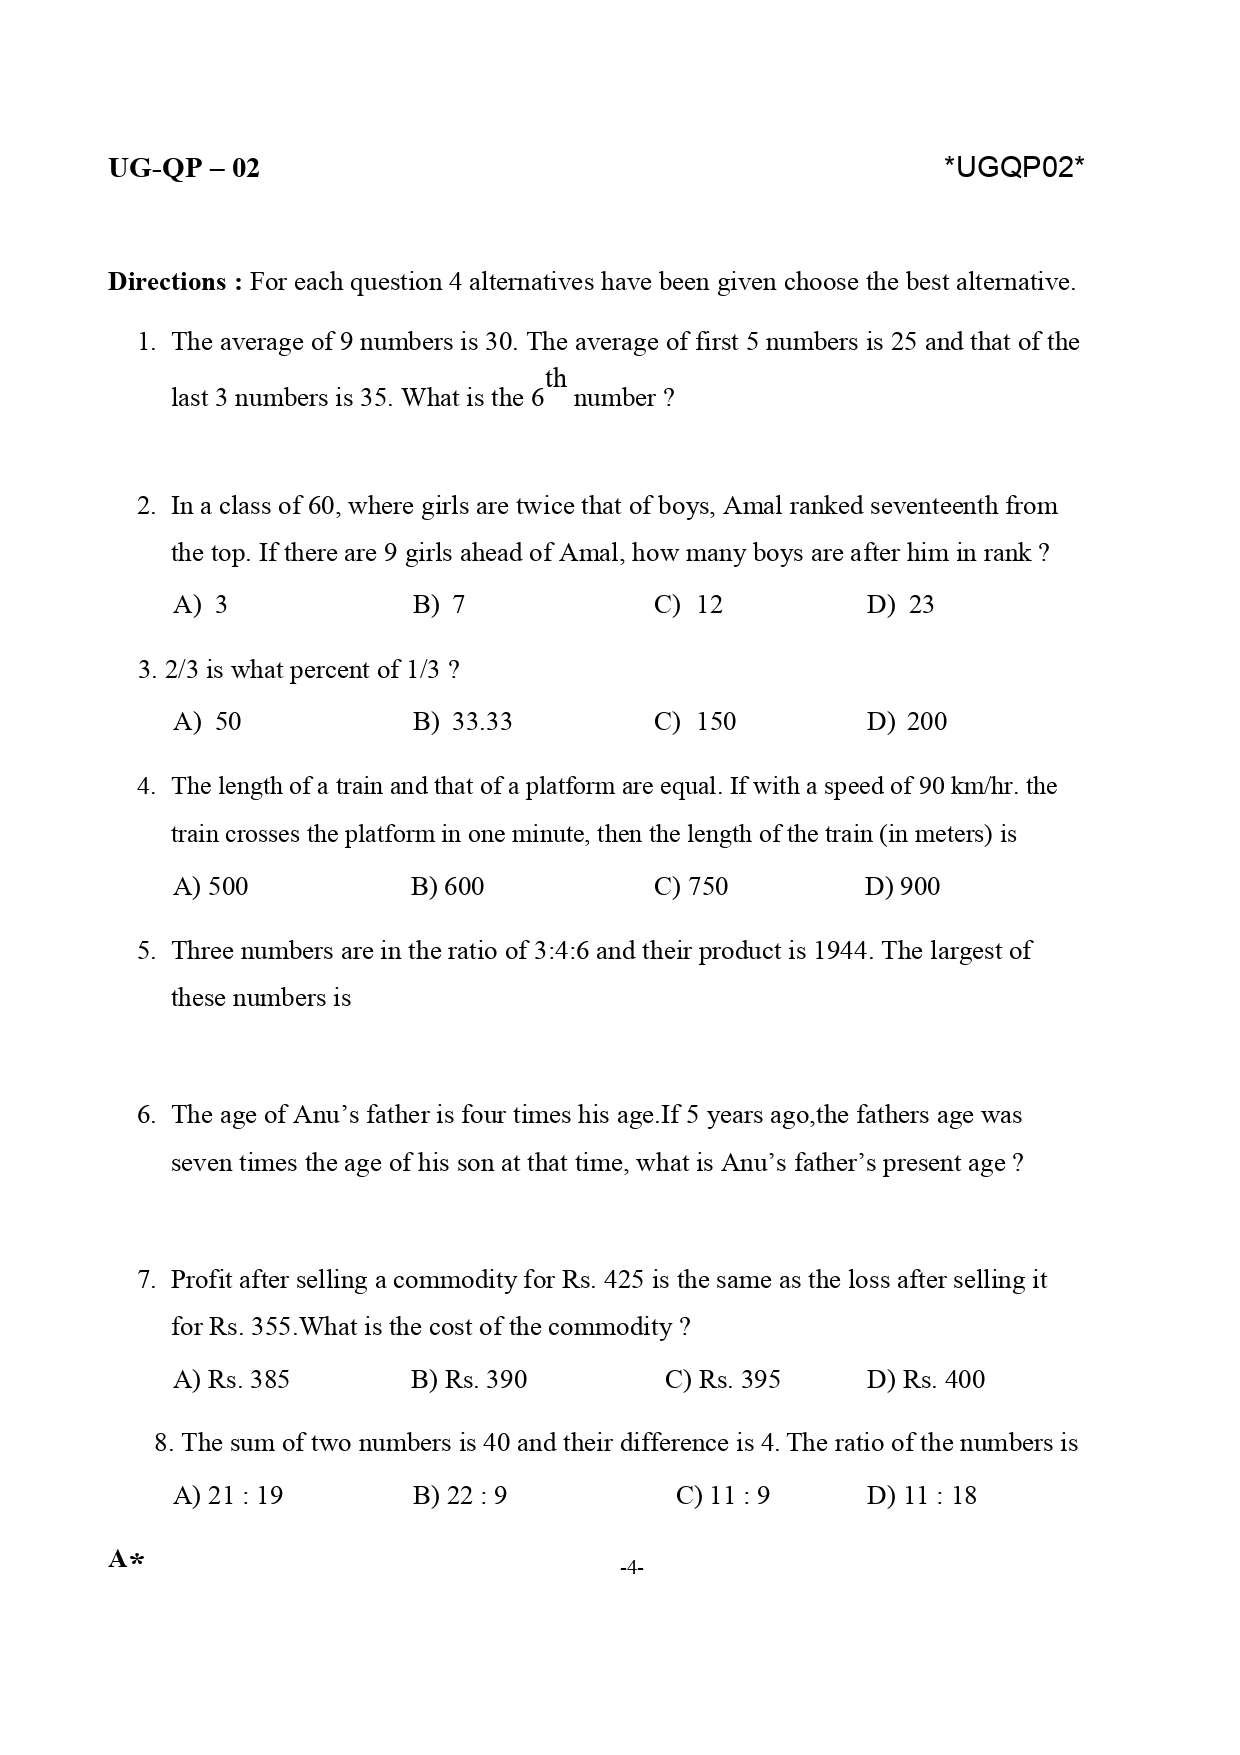 UG-QP – 02 *UGQP02*
Directions : For each question 4 alternatives have been given choose the best alternative.
1. The average of 9 numbers is 30. The average of first 5 numbers is 25 and that of the
last 3 numbers is 35. What is the 6th number ?
2. In a class of 60, where girls are twice that of boys, Amal ranked seventeenth from
the top. If there are 9 girls ahead of Amal, how many boys are after him in rank ?
A) 3 B) 7 C) 12 D) 23
3. 2/3 is what percent of 1/3 ?
A) 50 B) 33.33 C) 150 D) 200
4. The length of a train and that of a platform are equal. If with a speed of 90 km/hr. the
train crosses the platform in one minute, then the length of the train (in meters) is
A) 500 B) 600 C) 750 D) 900
5. Three numbers are in the ratio of 3:4:6 and their product is 1944. The largest of
these numbers is
6. The age of Anu’s father is four times his age.If 5 years ago,the fathers age was
seven times the age of his son at that time, what is Anu’s father’s present age ?
7. Profit after selling a commodity for Rs. 425 is the same as the loss after selling it
for Rs. 355.What is the cost of the commodity ?
A) Rs. 385 B) Rs. 390 C) Rs. 395 D) Rs. 400
8. The sum of two numbers is 40 and their difference is 4. The ratio of the numbers is
A) 21 : 19 B) 22 : 9 C) 11 : 9 D) 11 : 18
A* -4-